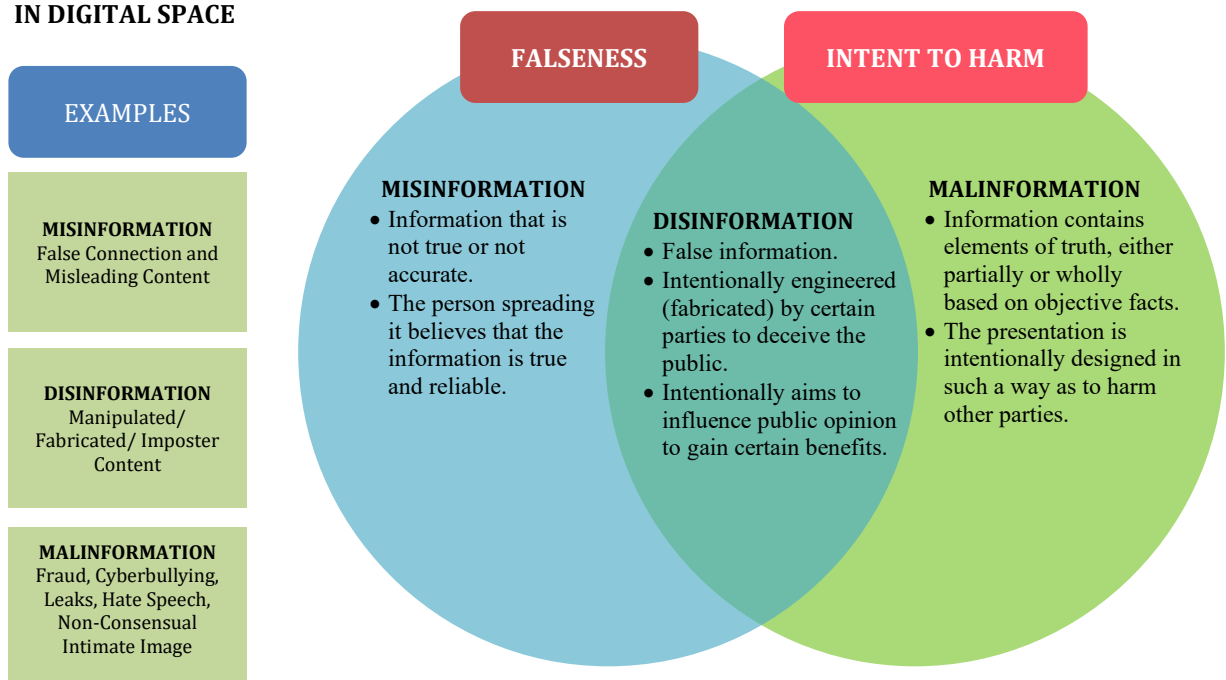 IN DIGITAL SPACE
EXAMPLES
MISINFORMATION
False Connection and
Misleading Content
DISINFORMATION
Manipulated/
Fabricated/ Imposter
Content
MALINFORMATION
Fraud, Cyberbullying,
Leaks, Hate Speech,
Non-Consensual
Intimate Image
FALSENESS
INTENT TO HARM
MISINFORMATION
• Information that is
not true or not
accurate.
• The person spreading
it believes that the
information is true
and reliable.
DISINFORMATION
• False information.
• Intentionally engineered
(fabricated) by certain
parties to deceive the
public.
• Intentionally aims to
influence public opinion
to gain certain benefits.
MALINFORMATION
• Information contains
elements of truth, either
partially or wholly
based on objective facts.
• The presentation is
intentionally designed in
such a way as to harm
other parties.